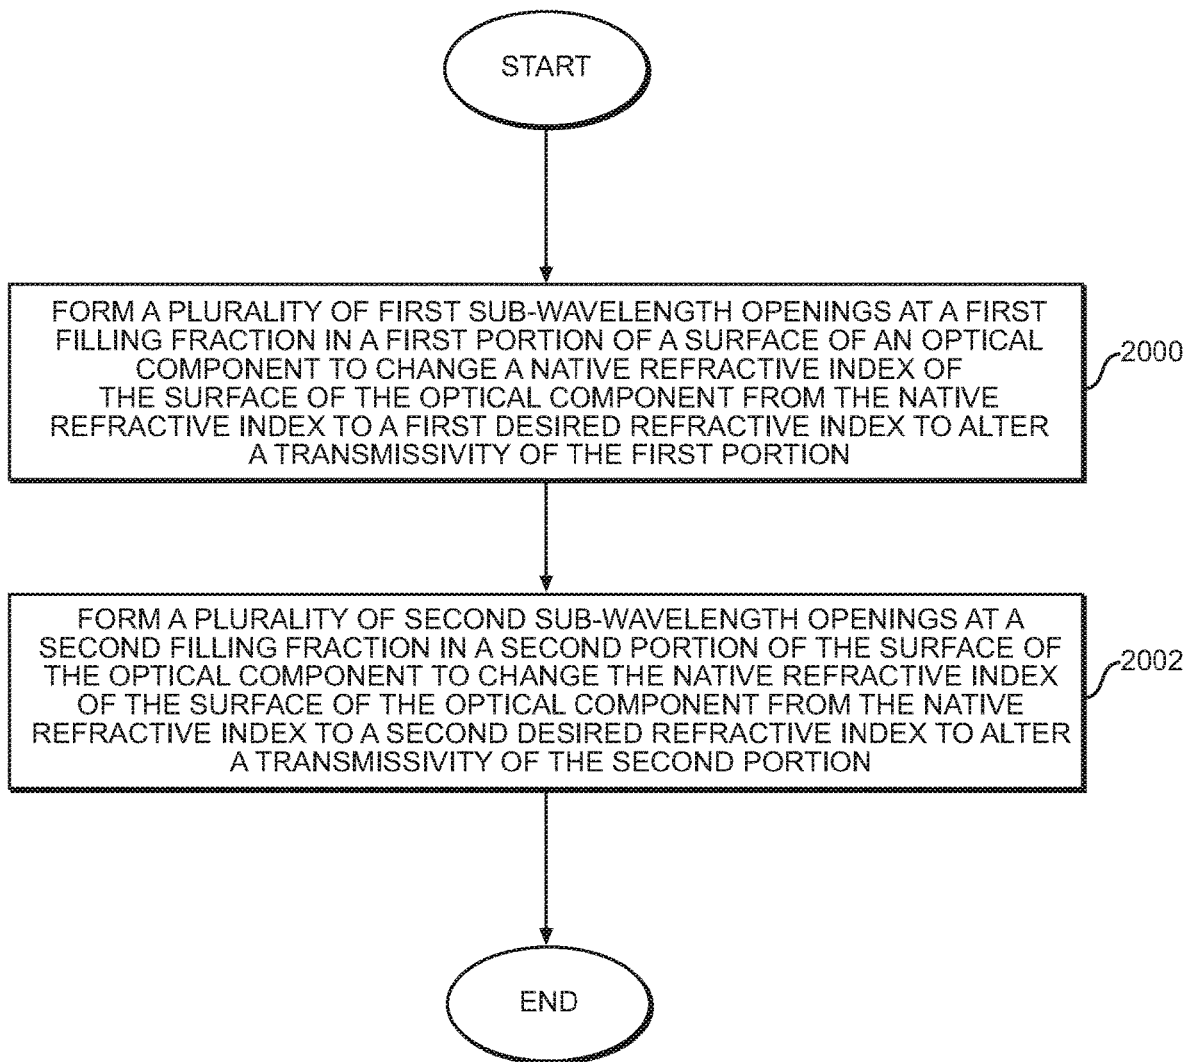 START
FORM A PLURALITY OF FIRST SUB-WAVELENGTH OPENINGS AT A FIRST
FILLING FRACTION IN A FIRST PORTION OF A SURFACE OF AN OPTICAL
COMPONENT TO CHANGE A NATIVE REFRACTIVE INDEX OF
THE SURFACE OF THE OPTICAL COMPONENT FROM THE NATIVE
REFRACTIVE INDEX TO A FIRST DESIRED REFRACTIVE INDEX TO ALTER
A TRANSMISSIVITY OF THE FIRST PORTION
2000
FORM A PLURALITY OF SECOND SUB-WAVELENGTH OPENINGS AT A
SECOND FILLING FRACTION IN A SECOND PORTION OF THE SURFACE OF
THE OPTICAL COMPONENT TO CHANGE THE NATIVE REFRACTIVE INDEX
OF THE SURFACE OF THE OPTICAL COMPONENT FROM THE NATIVE
REFRACTIVE INDEX TO A SECOND DESIRED REFRACTIVE INDEX TO ALTER
A TRANSMISSIVITY OF THE SECOND PORTION
2002
END